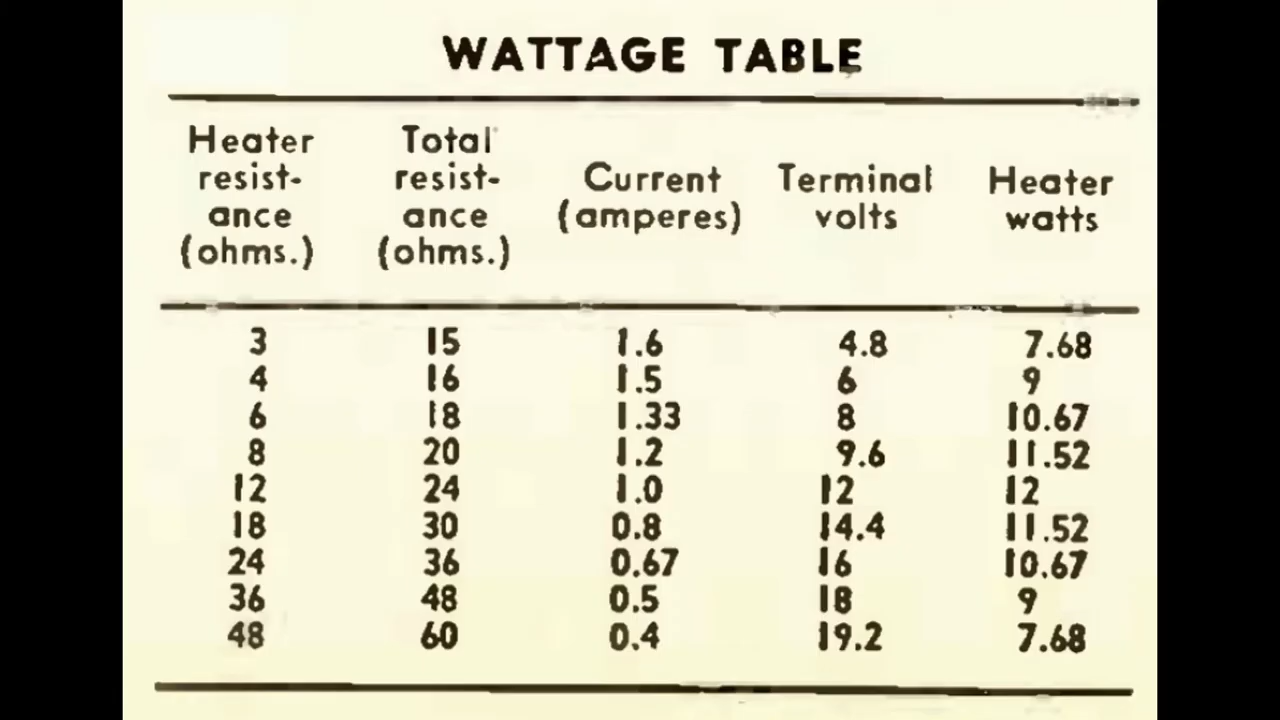 WATTAGE TABLE
Heater resist- ance (ohms.) Total resist- ance (ohms.) Current (amperes) Terminal volts Heater watts
3 15 1.6 4.8 7.68
4 16 1.5 6 9
6 18 1.33 8 10.67
8 20 1.2 9.6 11.52
12 24 1.0 12 12
18 30 0.8 14.4 11.52
24 36 0.67 16 10.67
36 48 0.5 18 9
48 60 0.4 19.2 7.68